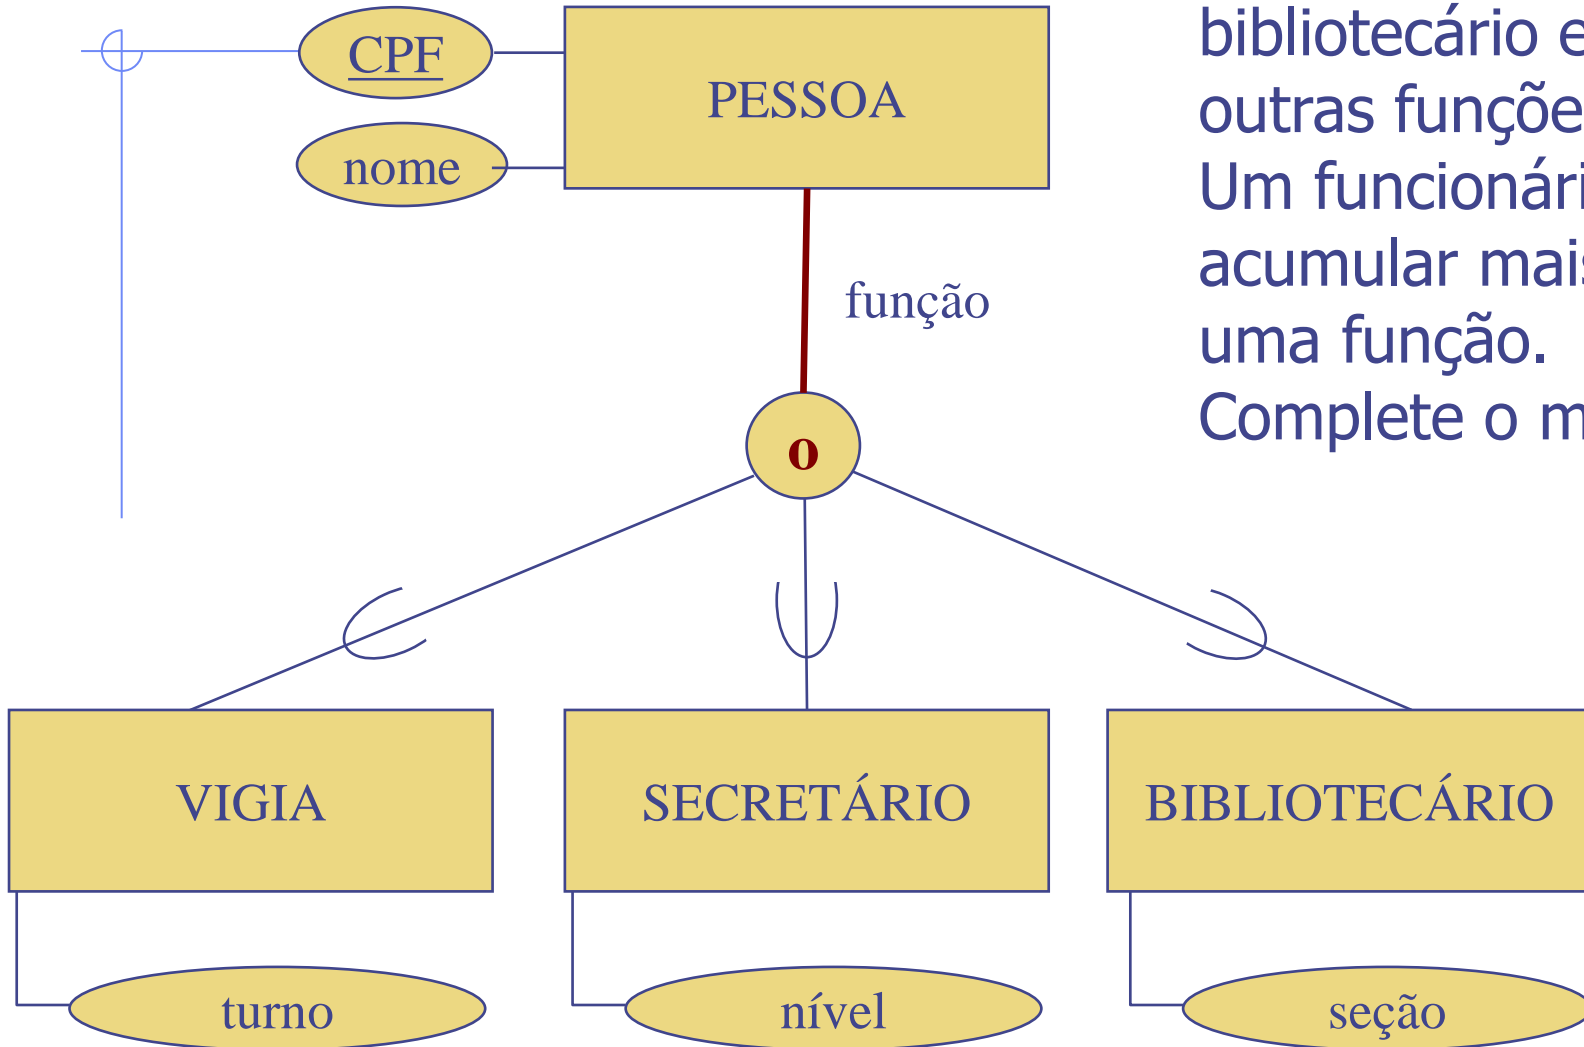 CPF
nome
PESSOA
função
o
VIGIA
SECRETÁRIO
BIBLIOTECÁRIO
turno
nível
seção
bibliotecário e
outras funçõe
Um funcionári
acumular mais
uma função.
Complete o m